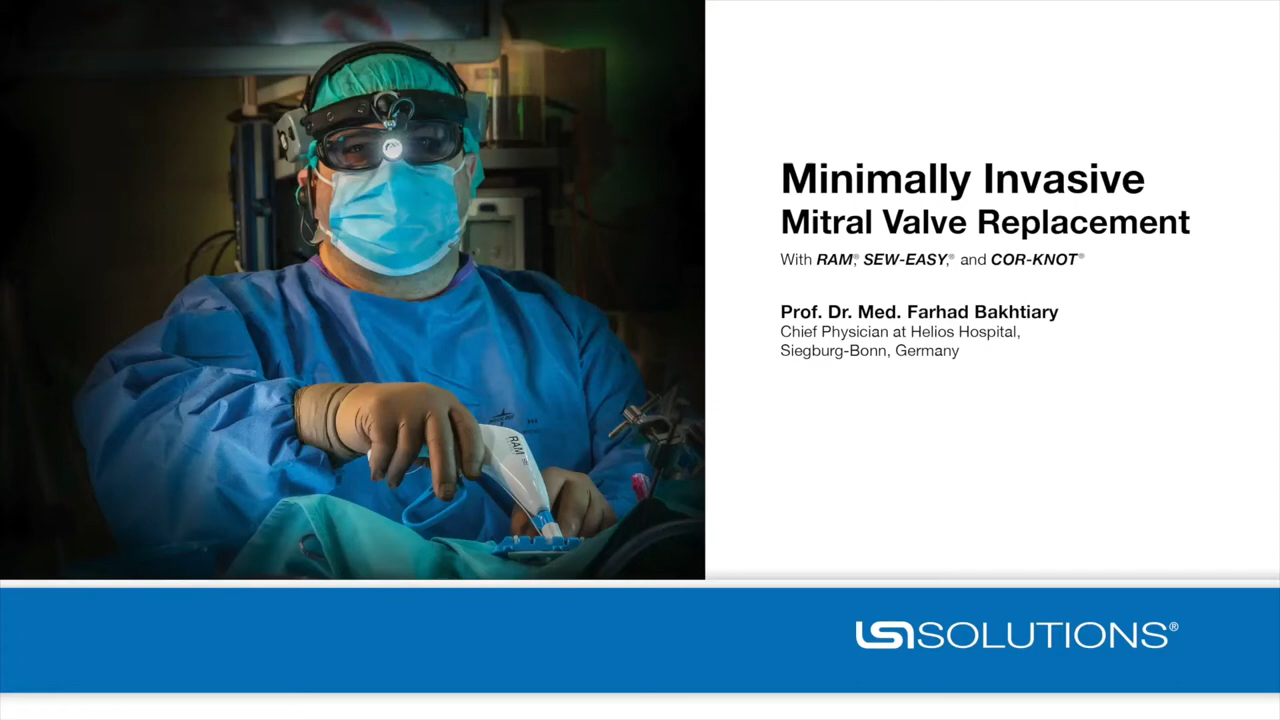 Minimally Invasive
Mitral Valve Replacement
With RAM®, SEW-EASY,® and COR-KNOT®
Prof. Dr. Med. Farhad Bakhtiary
Chief Physician at Helios Hospital,
Siegburg-Bonn, Germany
RAM
LSI SOLUTIONS®